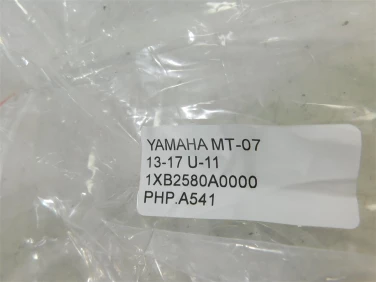 YAMAHA MT-07
13-17 U-11
1XB2580A0000
PHP.A541